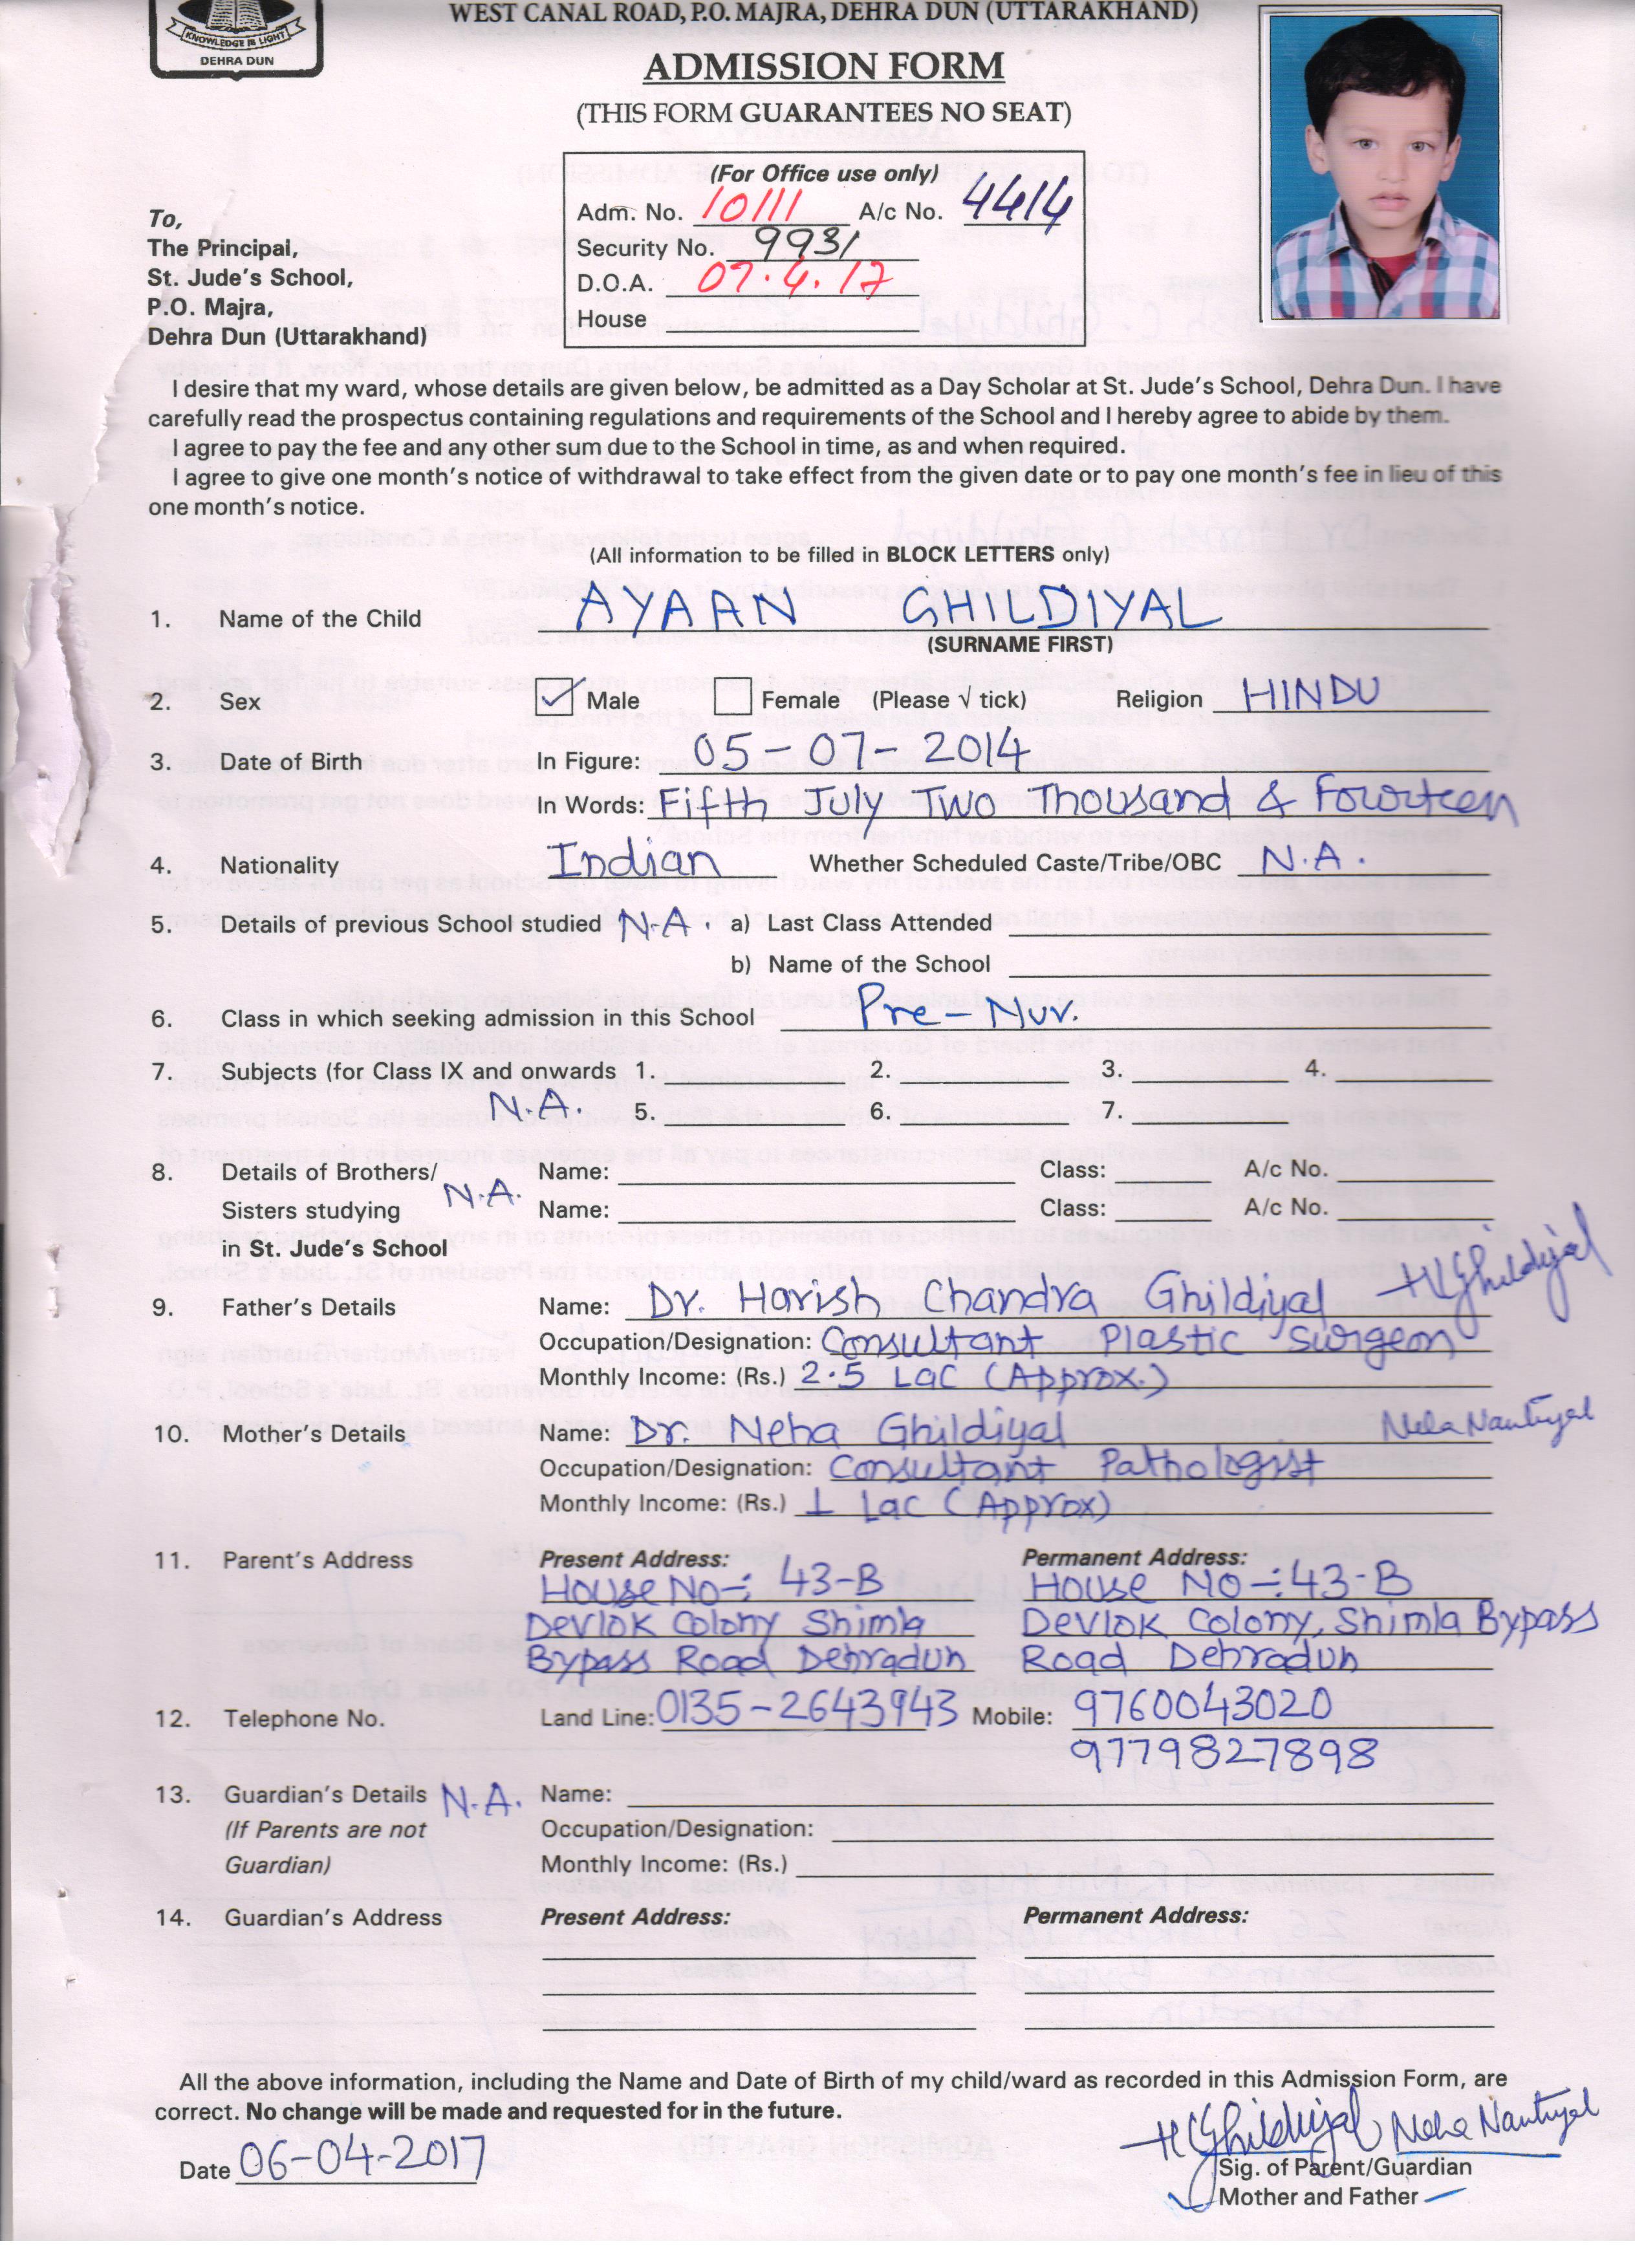 KNOWLEDGE IS LIGHT
DEHRA DUN
WEST CANAL ROAD, P.O. MAJRA, DEHRA DUN (UTTARAKHAND)
ADMISSION FORM
(THIS FORM GUARANTEES NO SEAT)
(For Office use only)
Adm. No. 10111 A/c No. 4414
Security No. 9931
D.O.A. 07.4.17
House
To,
The Principal,
St. Jude's School,
P.O. Majra,
Dehra Dun (Uttarakhand)
I desire that my ward, whose details are given below, be admitted as a Day Scholar at St. Jude's School, Dehra Dun. I have
carefully read the prospectus containing regulations and requirements of the School and I hereby agree to abide by them.
I agree to pay the fee and any other sum due to the School in time, as and when required.
I agree to give one month's notice of withdrawal to take effect from the given date or to pay one month's fee in lieu of this
one month's notice.
(All information to be filled in BLOCK LETTERS only)
1. Name of the Child AYAAN GHILDIYAL
(SURNAME FIRST)
2. Sex ✓ Male Female (Please √ tick) Religion HINDU
3. Date of Birth In Figure: 05-07-2014
In Words: Fifth July Two Thousand & Fourteen
4. Nationality Indian Whether Scheduled Caste/Tribe/OBC N.A.
5. Details of previous School studied N.A. a) Last Class Attended
b) Name of the School
6. Class in which seeking admission in this School Pre-Nur.
7. Subjects (for Class IX and onwards 1. 2. 3. 4.
N.A. 5. 6. 7.
8. Details of Brothers/ Name: Class: A/c No.
N.A.
Sisters studying Name: Class: A/c No.
in St. Jude's School
9. Father's Details Name: Dr. Harish Chandra Ghildiyal HCGhildiyal
Occupation/Designation: Consultant Plastic Surgeon
Monthly Income: (Rs.) 2.5 Lac (Approx.)
10. Mother's Details Name: Dr. Neha Ghildiyal Neha Nautiyal
Occupation/Designation: Consultant Pathologist
Monthly Income: (Rs.) 1 Lac (Approx)
11. Parent's Address Present Address: Permanent Address:
House No-: 43-B House No-: 43-B
Devlok Colony Shimla Devlok Colony, Shimla Bypass
Bypass Road Dehradun Road Dehradun
12. Telephone No. Land Line: 0135-2643943 Mobile: 9760043020
9779827898
13. Guardian's Details N.A. Name:
(If Parents are not Occupation/Designation:
Guardian) Monthly Income: (Rs.)
14. Guardian's Address Present Address: Permanent Address:
All the above information, including the Name and Date of Birth of my child/ward as recorded in this Admission Form, are
correct. No change will be made and requested for in the future.
HCGhildiyal Neha Nautiyal
Date 06-04-2017
Sig. of Parent/Guardian
Mother and Father